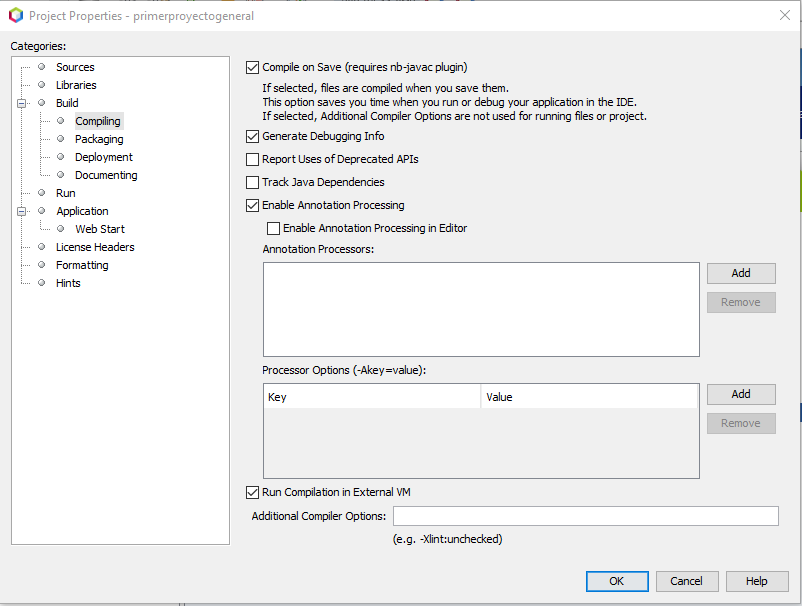 Project Properties - primerproyectogeneral
Categories:
Sources
Libraries
Build
Compiling
Packaging
Deployment
Documenting
Run
Application
Web Start
License Headers
Formatting
Hints
Compile on Save (requires nb-javac plugin)
If selected, files are compiled when you save them.
This option saves you time when you run or debug your application in the IDE.
If selected, Additional Compiler Options are not used for running files or project.
Generate Debugging Info
Report Uses of Deprecated APIs
Track Java Dependencies
Enable Annotation Processing
Enable Annotation Processing in Editor
Annotation Processors:
Add
Remove
Processor Options (-Akey=value):
Key Value
Add
Remove
Run Compilation in External VM
Additional Compiler Options:
(e.g. -Xlint:unchecked)
OK Cancel Help